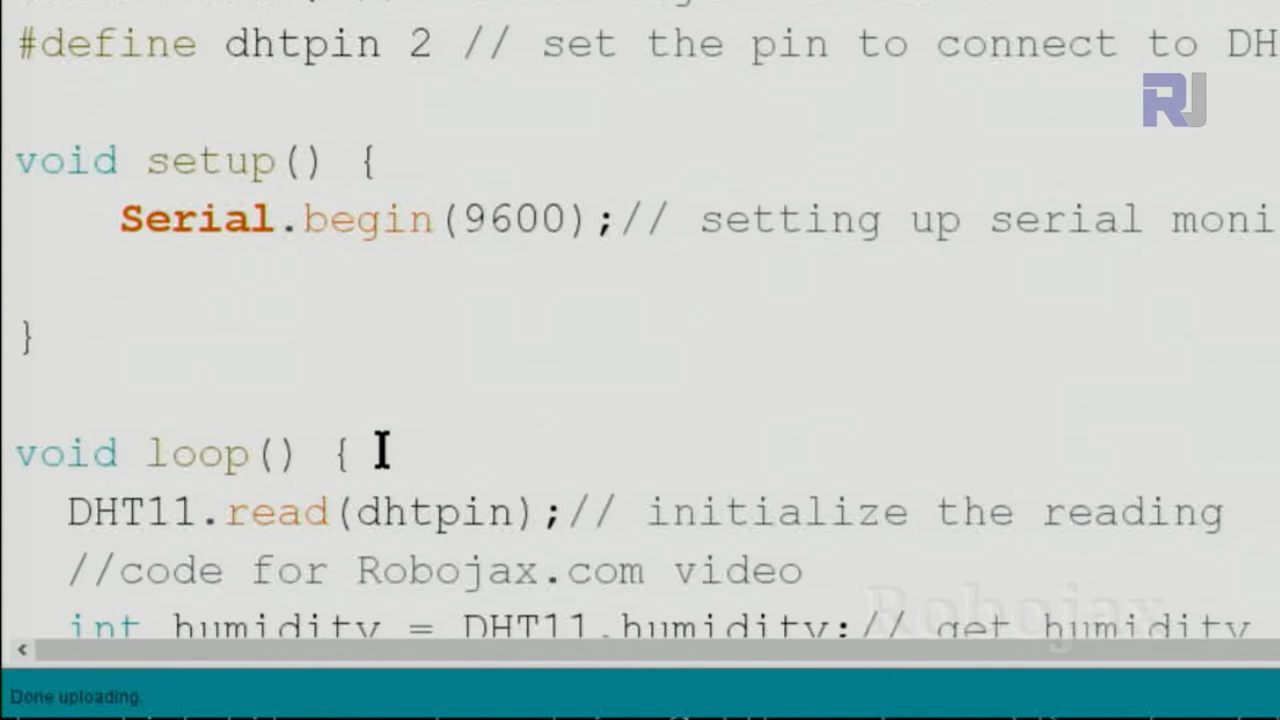 #define dhtpin 2 // set the pin to connect to DH
RJ
void setup() {
Serial.begin(9600);// setting up serial moni
}
void loop() {
DHT11.read(dhtpin);// initialize the reading
//code for Robojax.com video
Robojax
int humidity = DHT11.humidity;// get humidity
Done uploading.